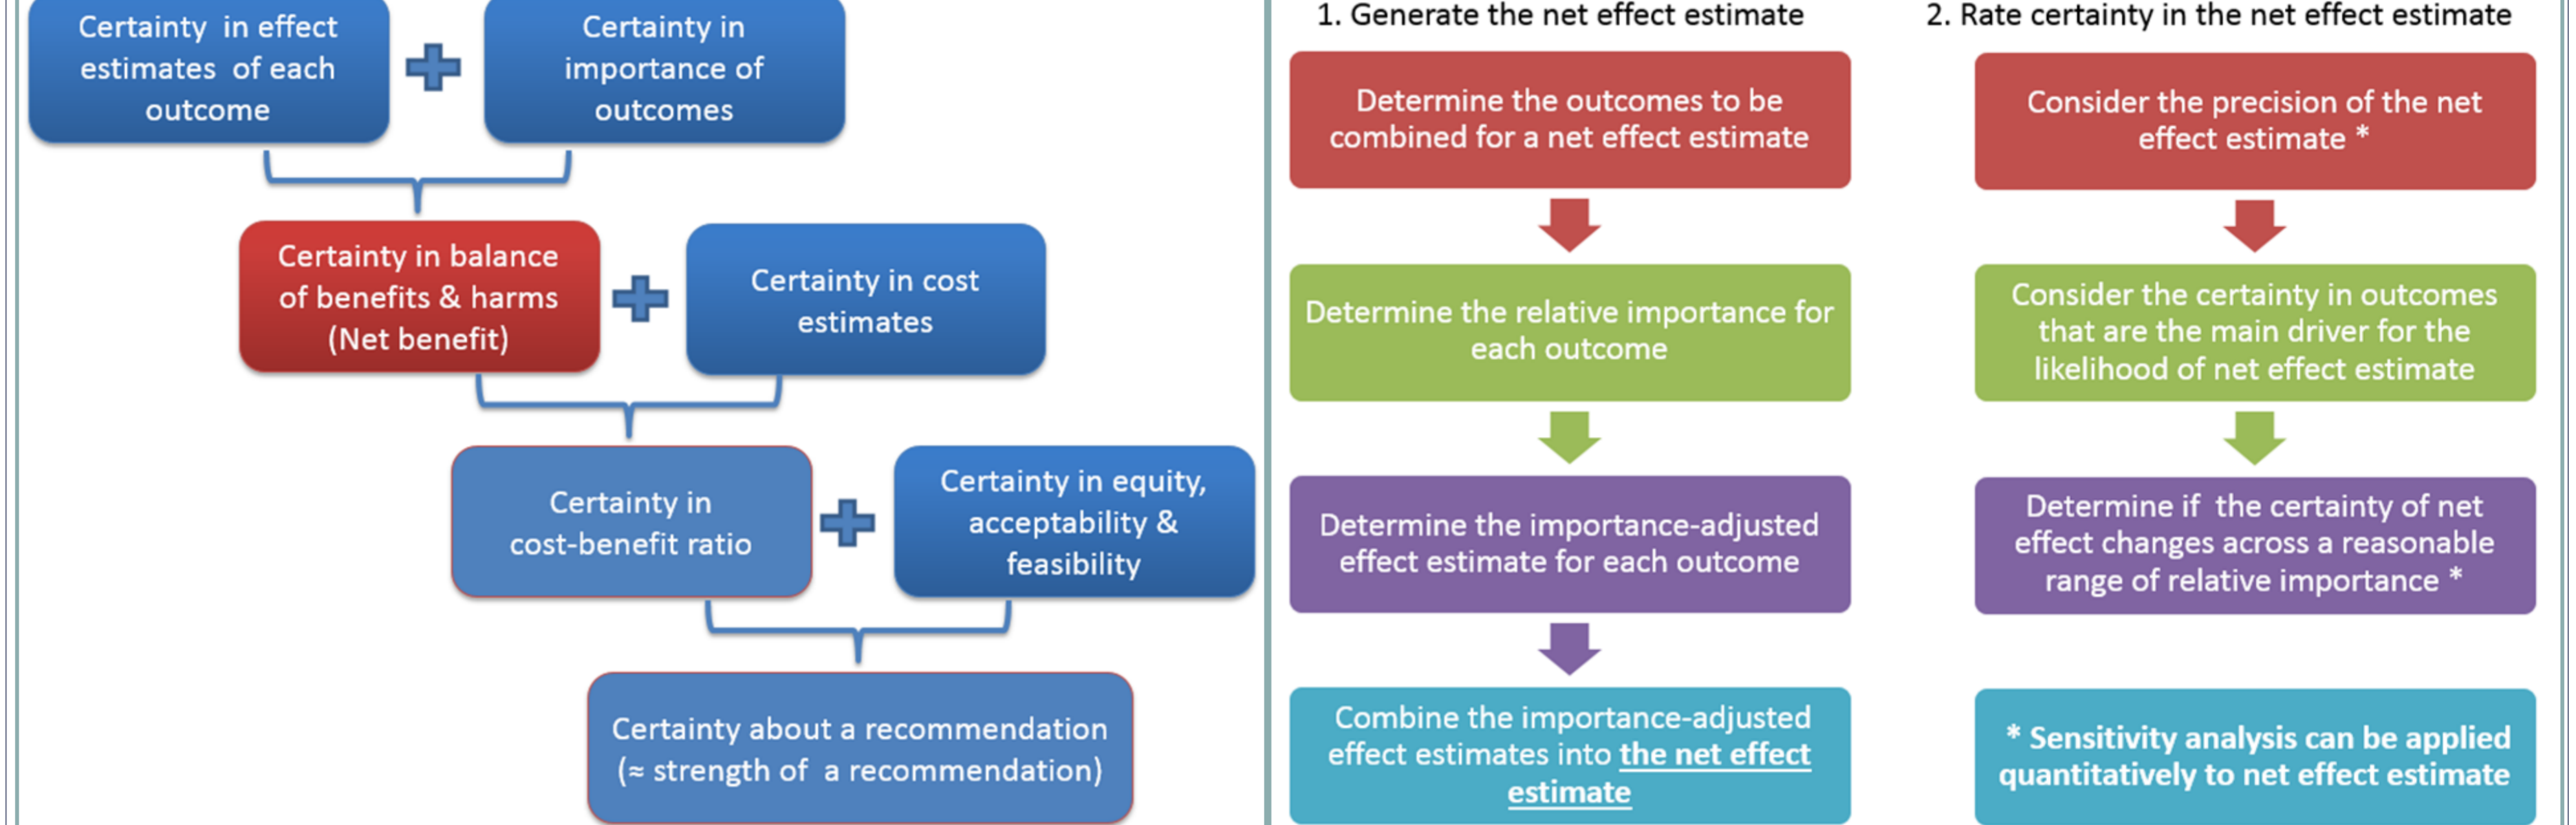 Certainty in effect
estimates of each
outcome
Certainty in
importance of
outcomes
Certainty in balance
of benefits & harms
(Net benefit)
Certainty in cost
estimates
Certainty in
cost-benefit ratio
Certainty in equity,
acceptability &
feasibility
Certainty about a recommendation
(≈ strength of a recommendation)
1. Generate the net effect estimate
Determine the outcomes to be
combined for a net effect estimate
Determine the relative importance for
each outcome
Determine the importance-adjusted
effect estimate for each outcome
Combine the importance-adjusted
effect estimates into the net effect
estimate
2. Rate certainty in the net effect estimate
Consider the precision of the net
effect estimate *
Consider the certainty in outcomes
that are the main driver for the
likelihood of net effect estimate
Determine if the certainty of net
effect changes across a reasonable
range of relative importance *
* Sensitivity analysis can be applied
quantitatively to net effect estimate